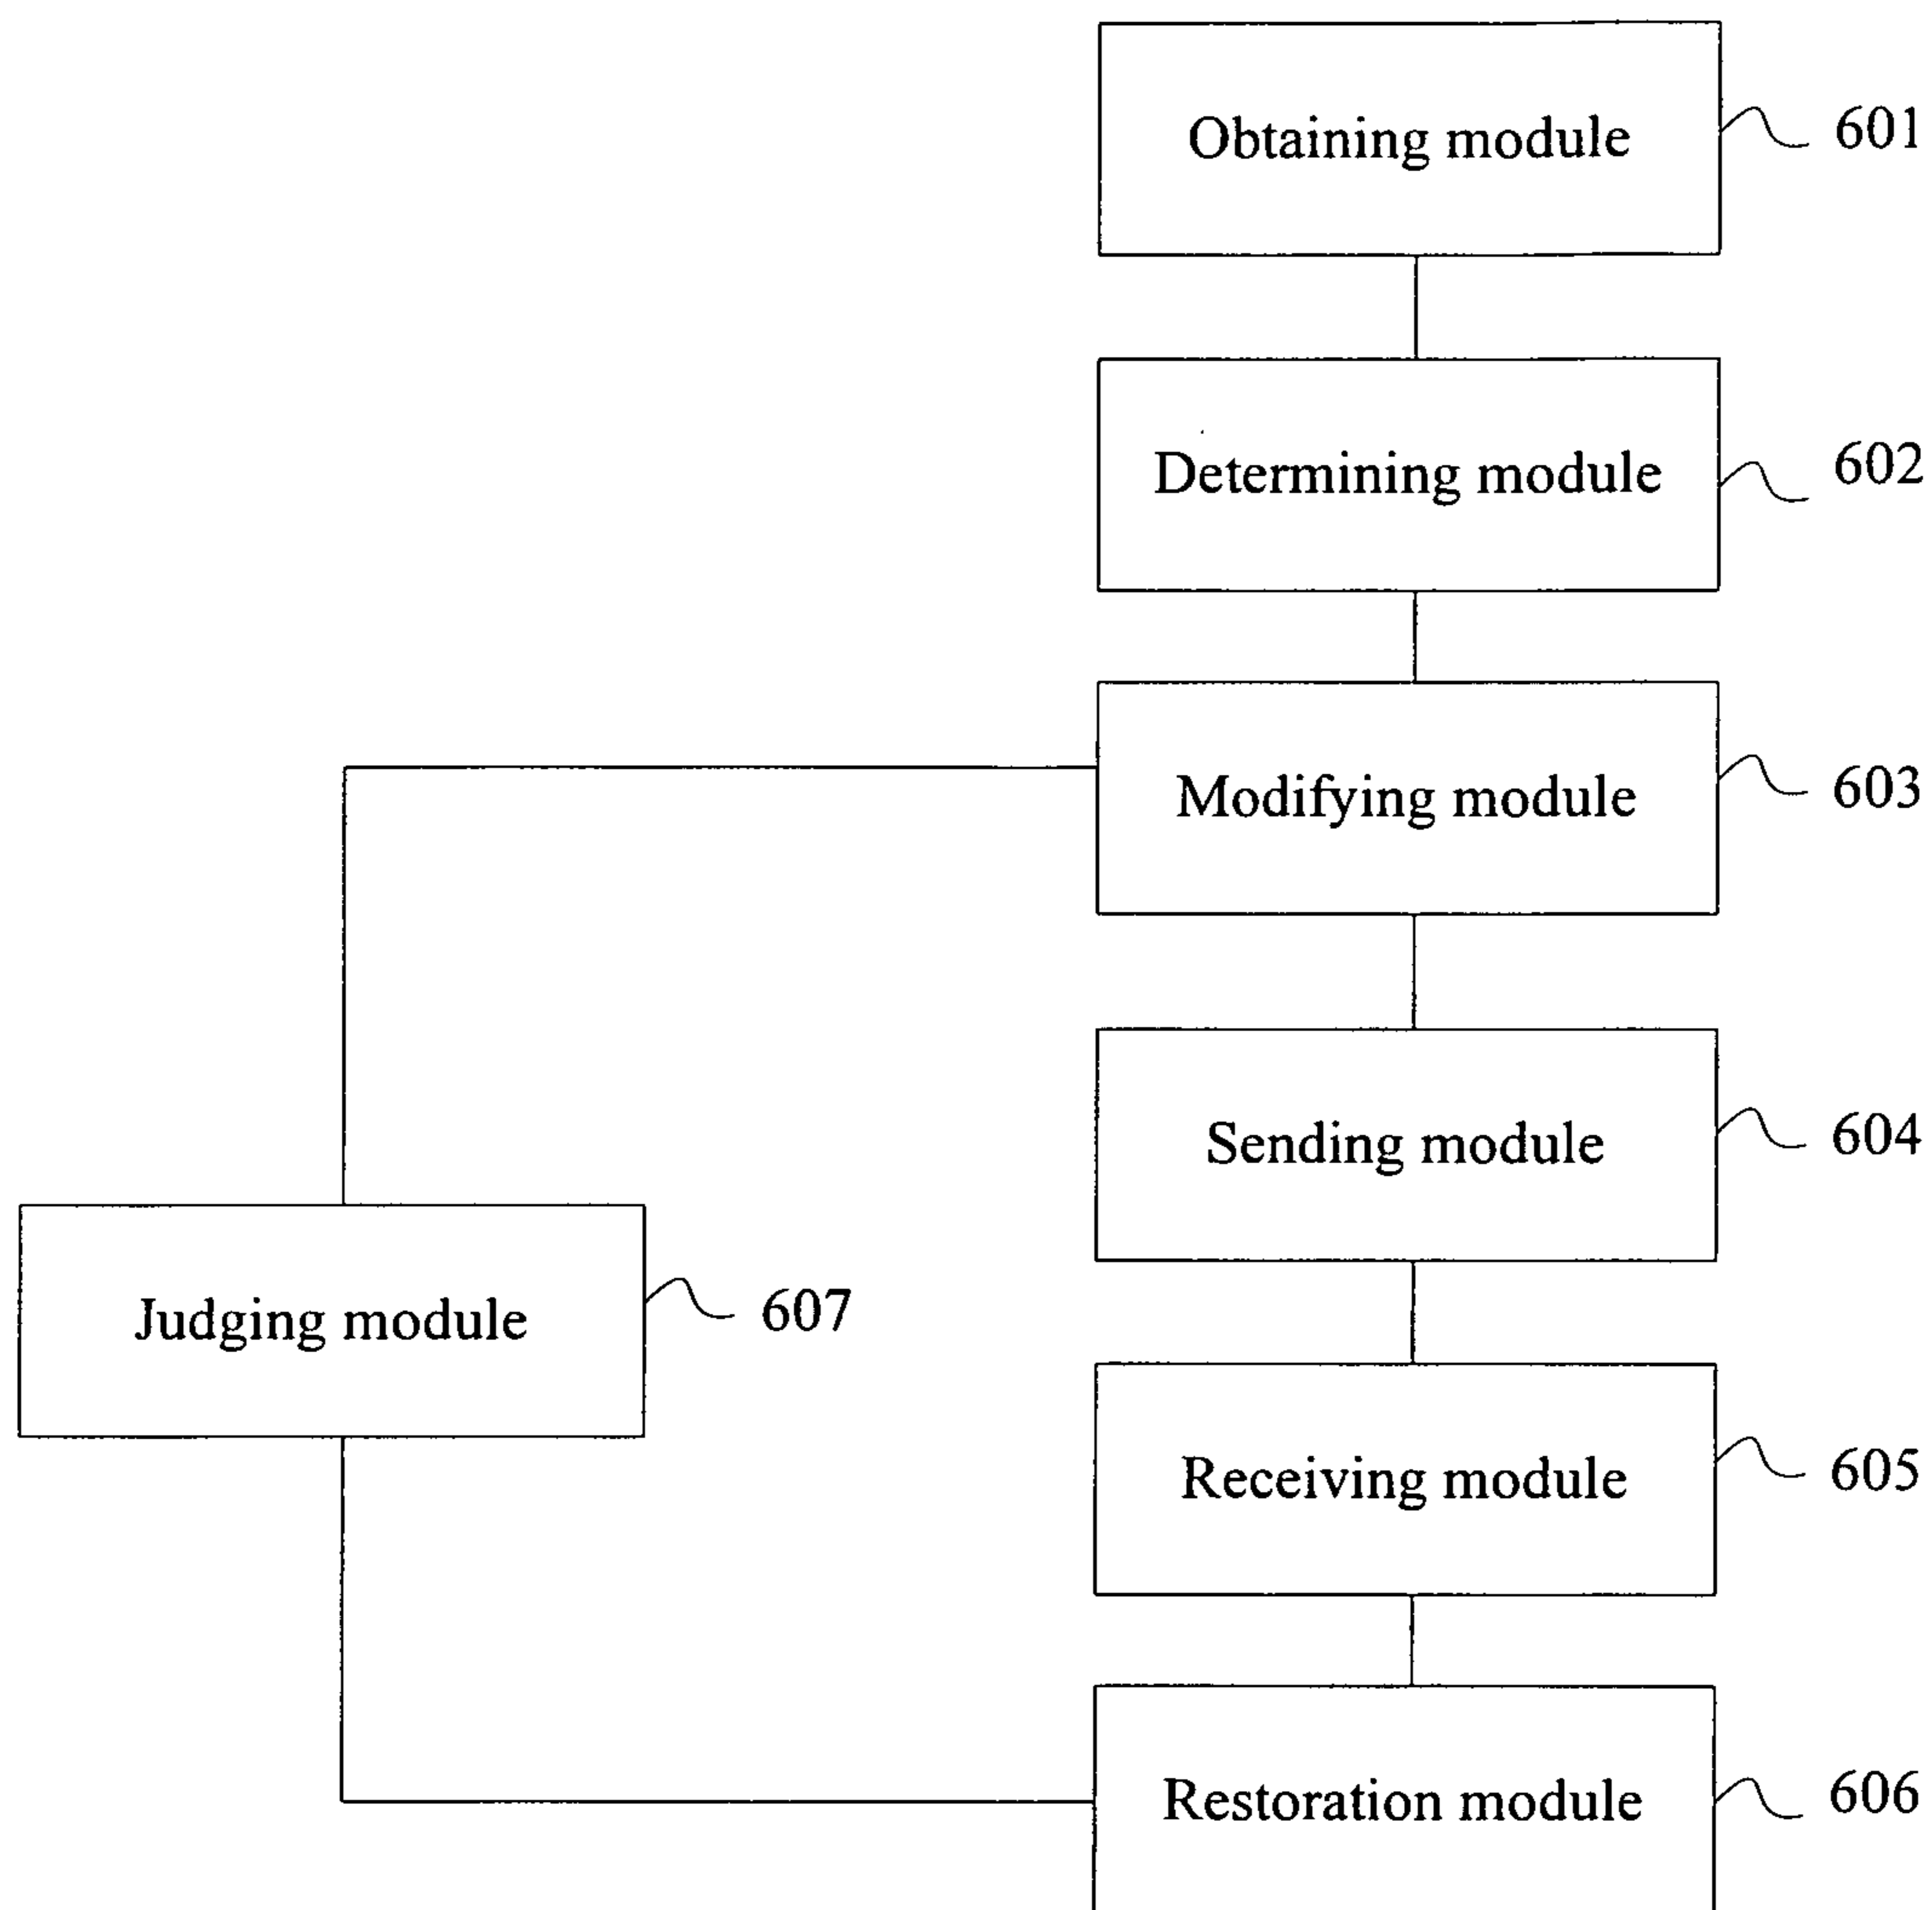 Obtaining module 601
Determining module 602
Modifying module 603
Sending module 604
Judging module 607
Receiving module 605
Restoration module 606